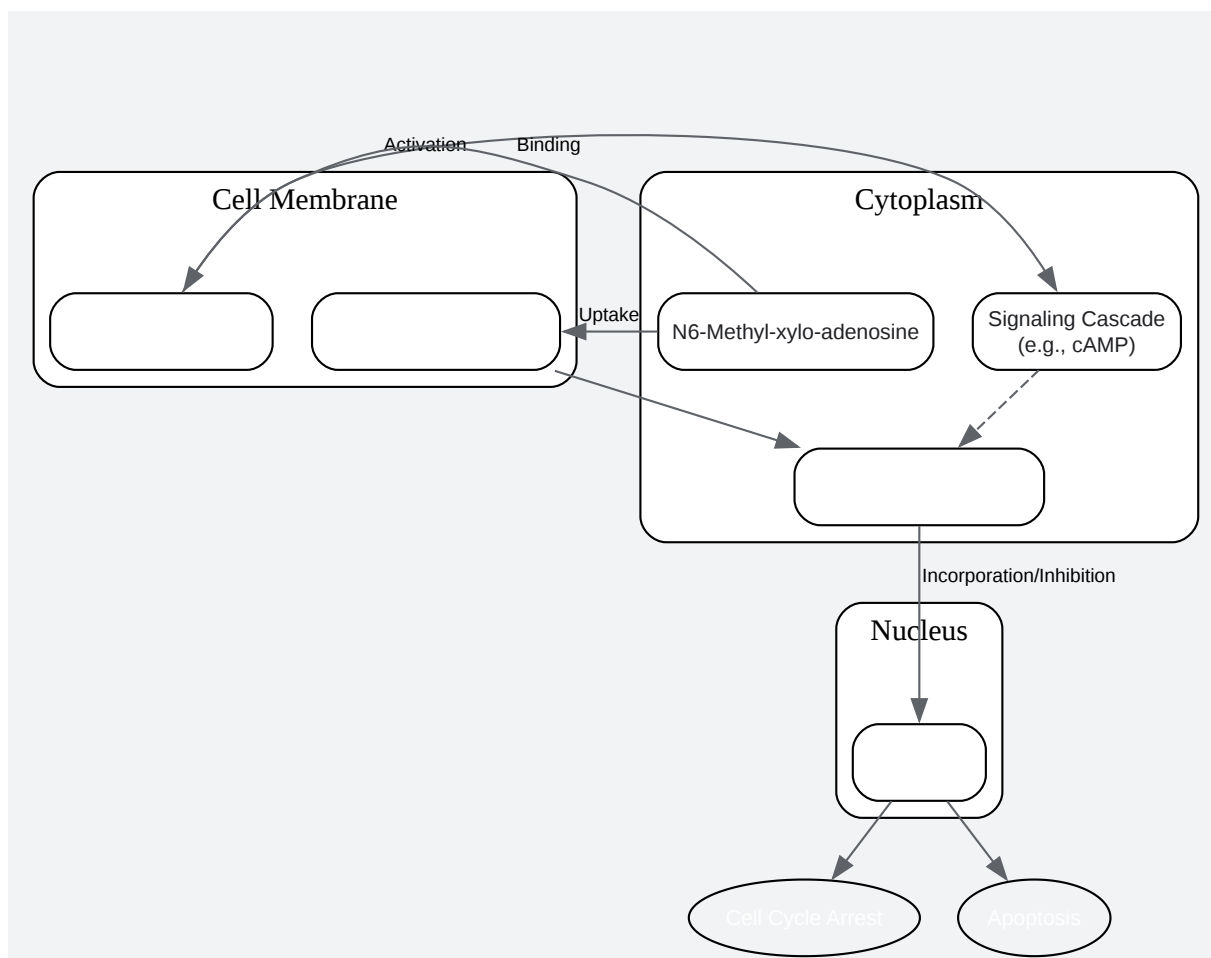 Activation
Binding
Cell Membrane
Cytoplasm
Uptake
N6-Methyl-xylo-adenosine
Signaling Cascade
(e.g., cAMP)
Incorporation/Inhibition
Nucleus
Cell Cycle Arrest
Apoptosis